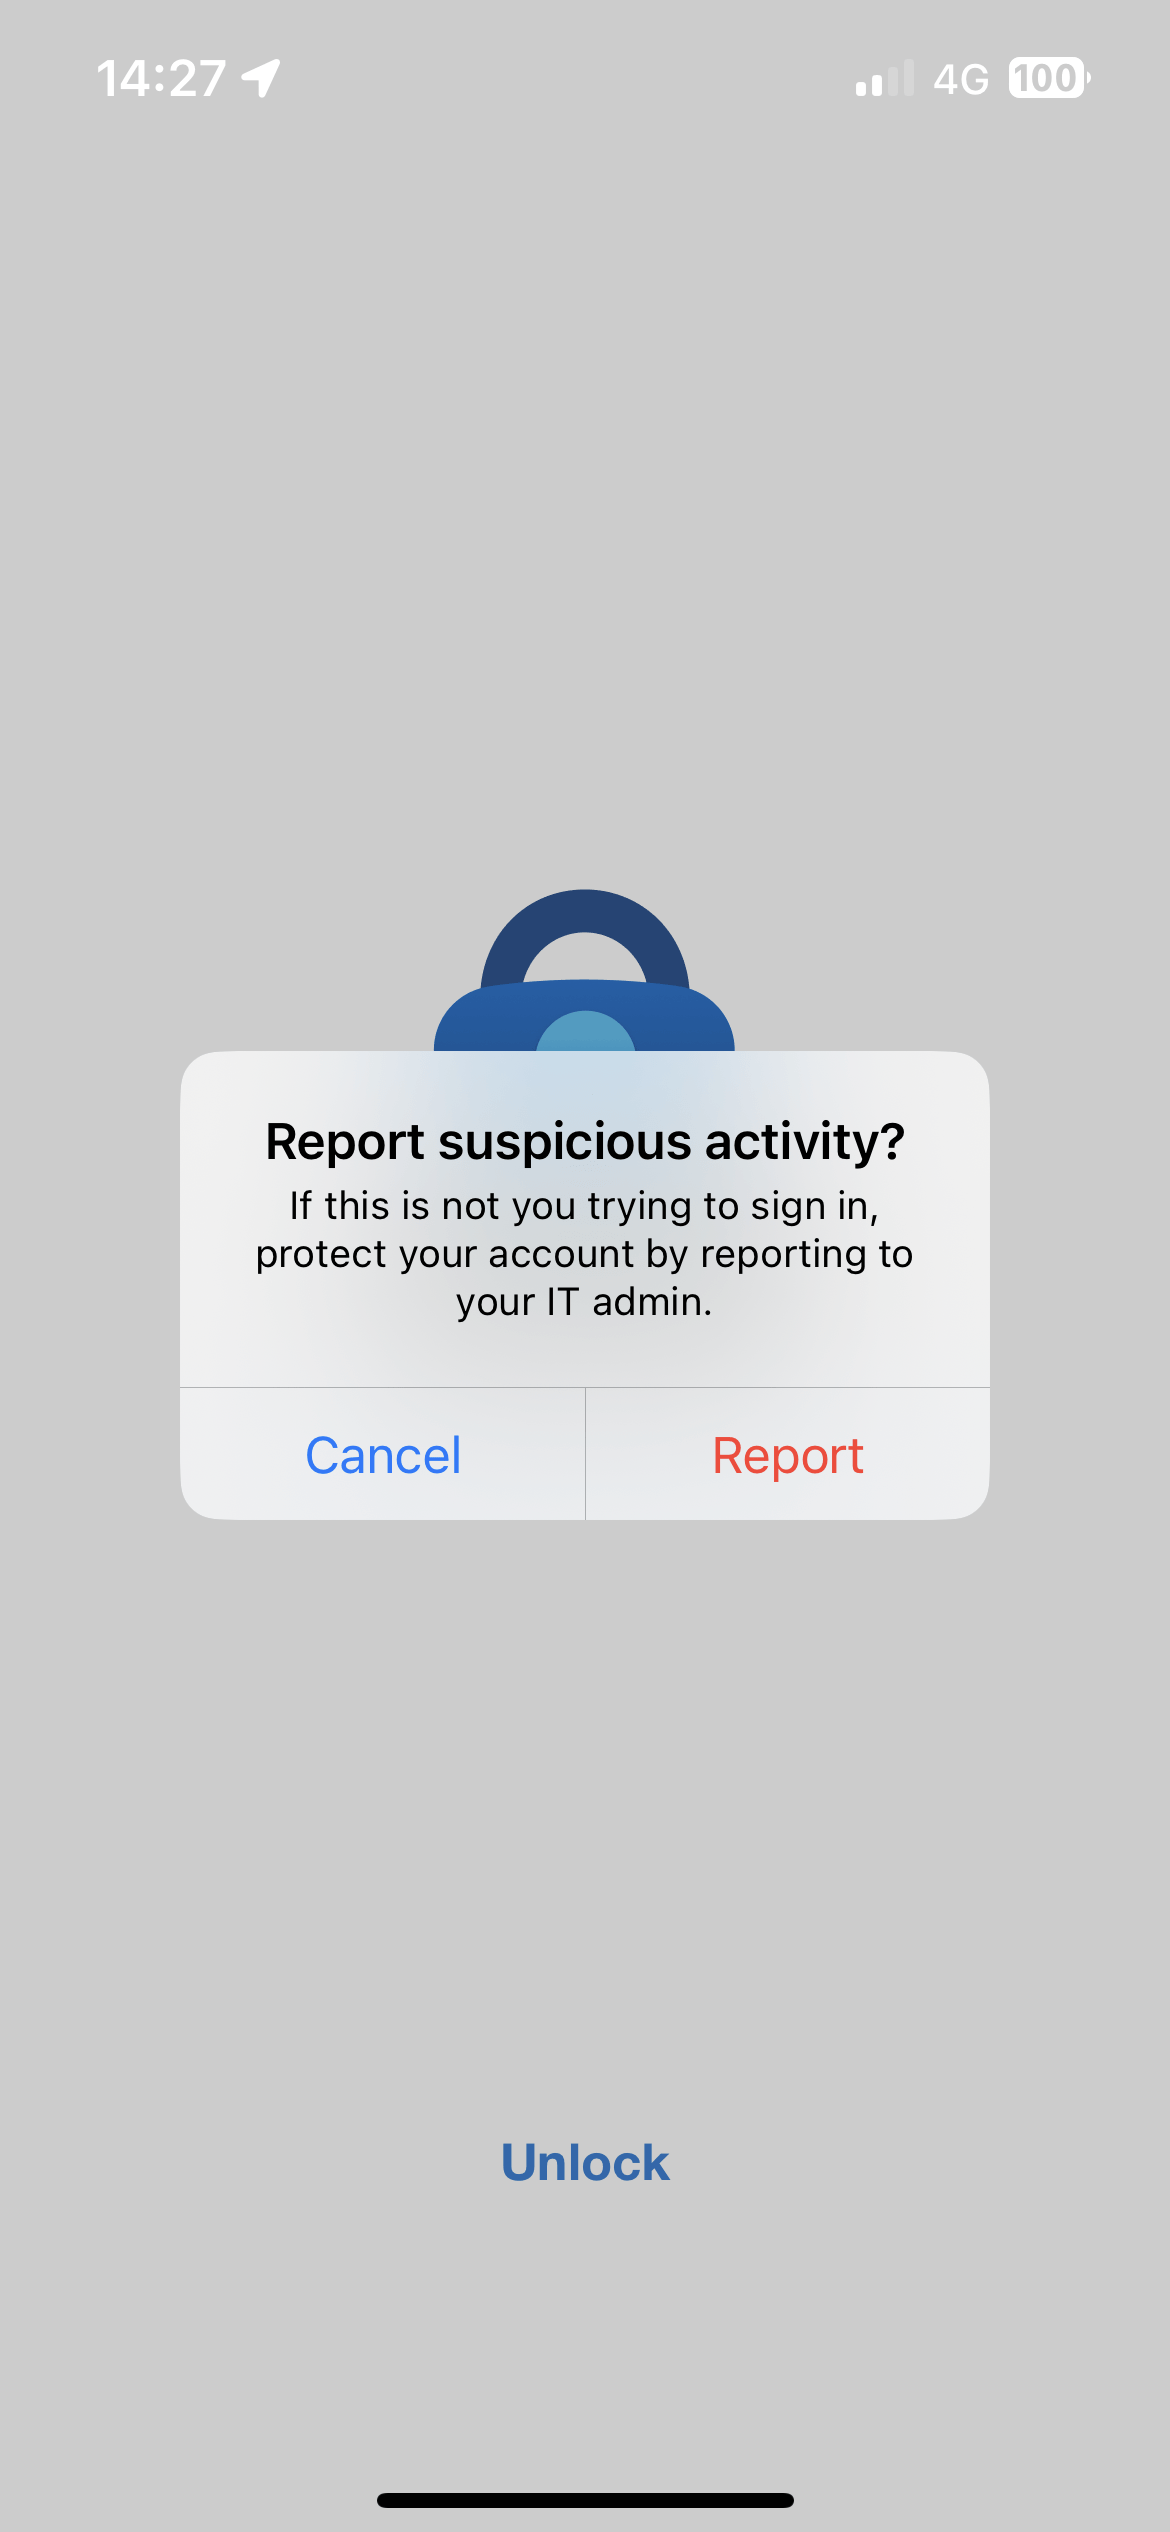 14:27 4G 100
Report suspicious activity?
If this is not you trying to sign in,
protect your account by reporting to
your IT admin.
Cancel Report
Unlock